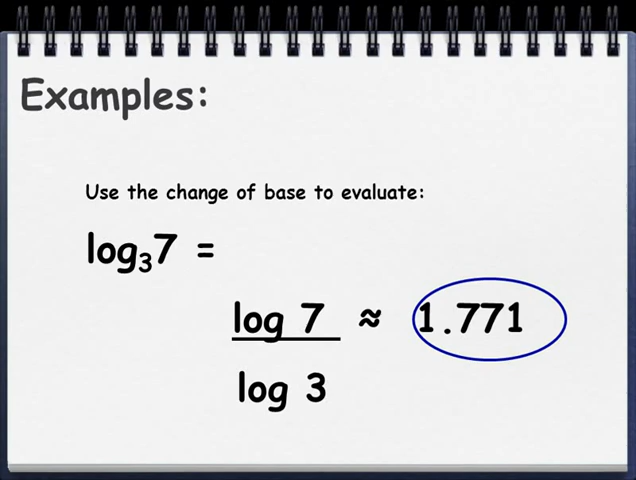 Examples:
Use the change of base to evaluate:
log₃7 =
log 7 ≈ 1.771
log 3